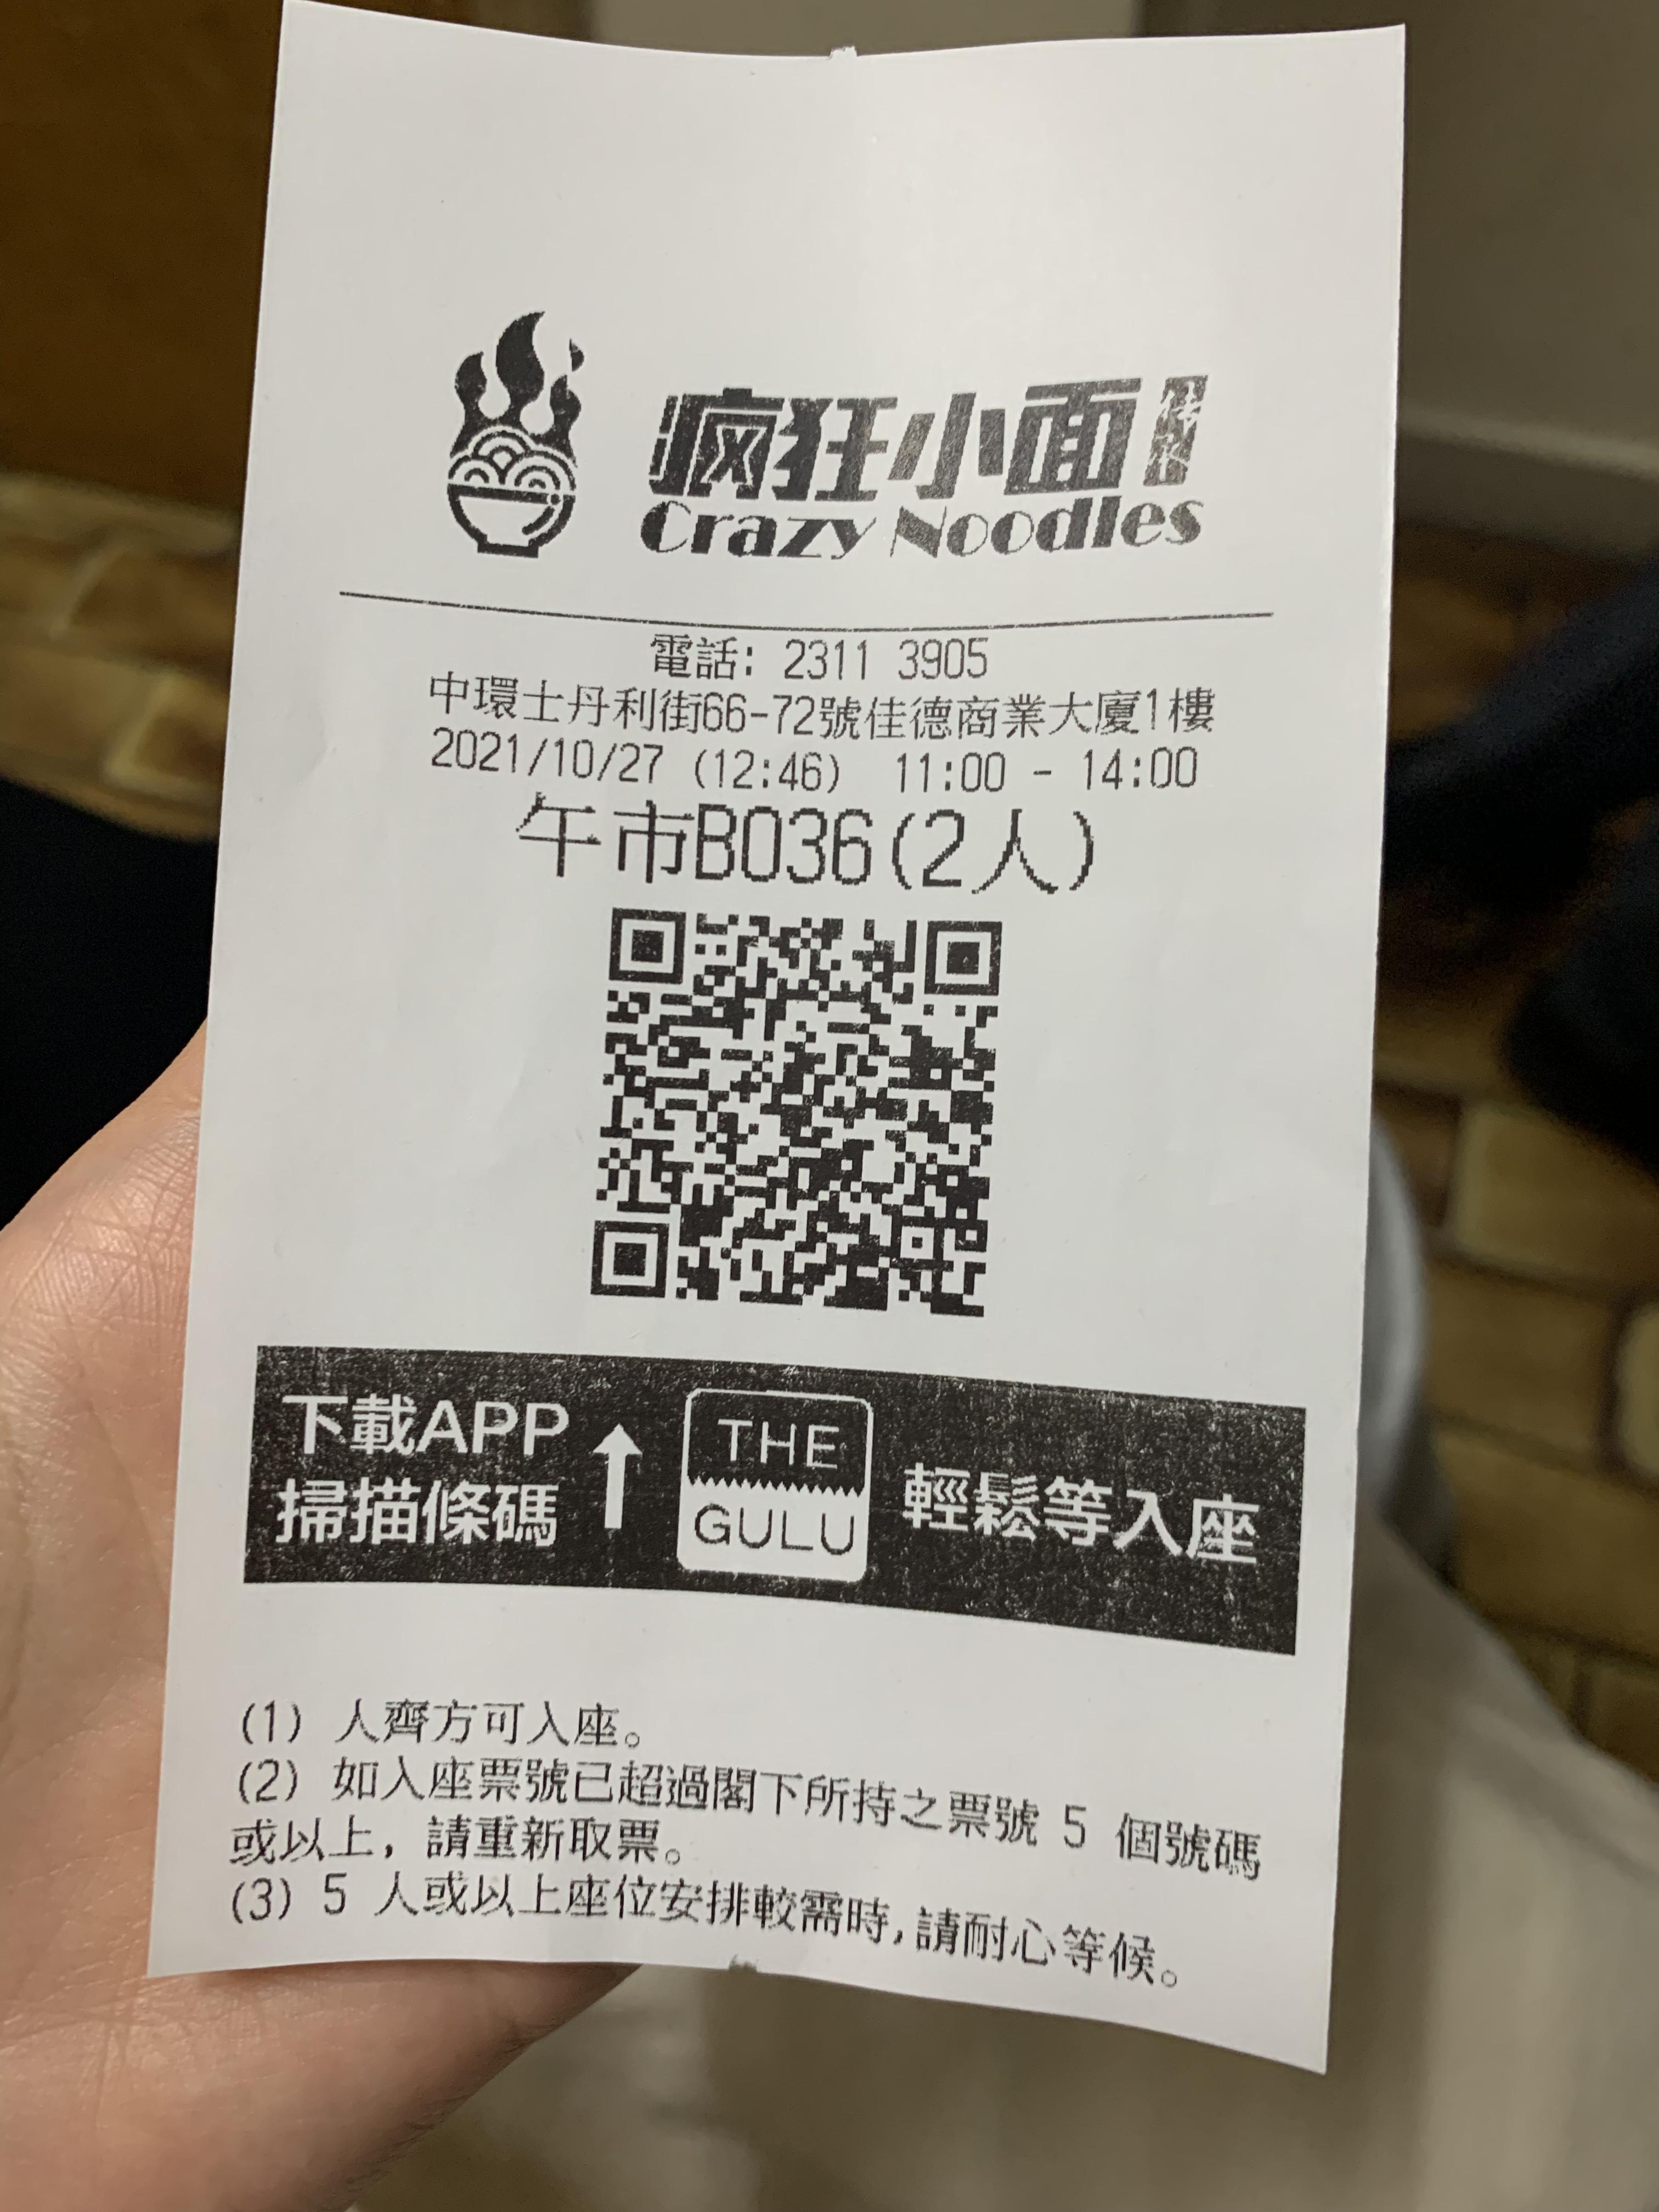 疯狂小面
Crazy Noodles
電話: 2311 3905
中環士丹利街66-72號佳德商業大廈1樓
2021/10/27 (12:46) 11:00 - 14:00
午市B036(2人)
下載APP
掃描條碼
THE
GULU
輕鬆等入座
(1) 人齊方可入座。
(2) 如入座票號已超過閣下所持之票號 5 個號碼
或以上, 請重新取票。
(3) 5 人或以上座位安排較需時,請耐心等候。